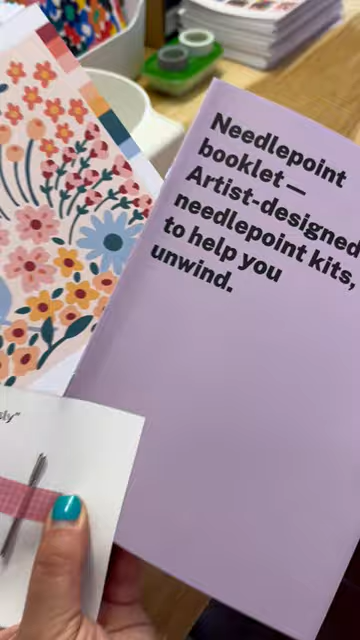 Needlepoint
booklet —
Artist-designed
needlepoint kits,
to help you
unwind.